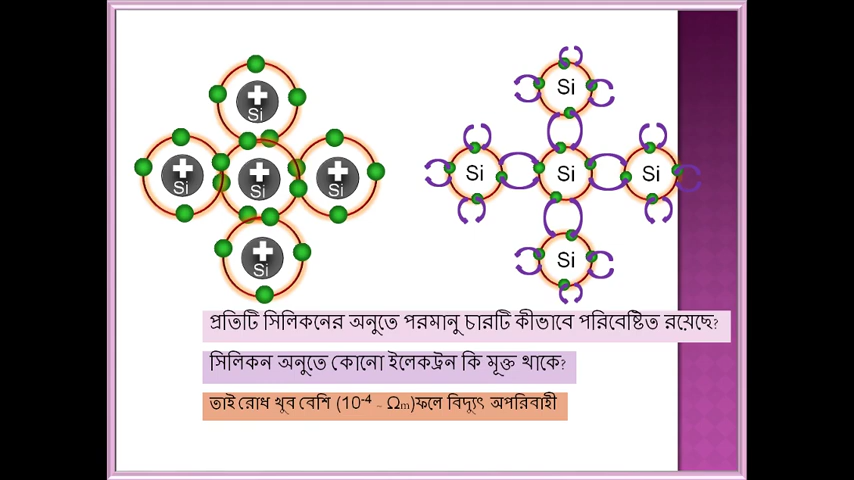 Si
Si
Si Si Si
Si Si Si
Si
Si
প্রতিটি সিলিকনের অনুতে পরমানু চারটি কীভাবে পরিবেষ্টিত রয়েছে?
সিলিকন অনুতে কোনো ইলেকট্রন কি মূক্ত থাকে?
তাই রোধ খুব বেশি (10⁻⁴ - Ωm)ফলে বিদ্যুৎ অপরিবাহী